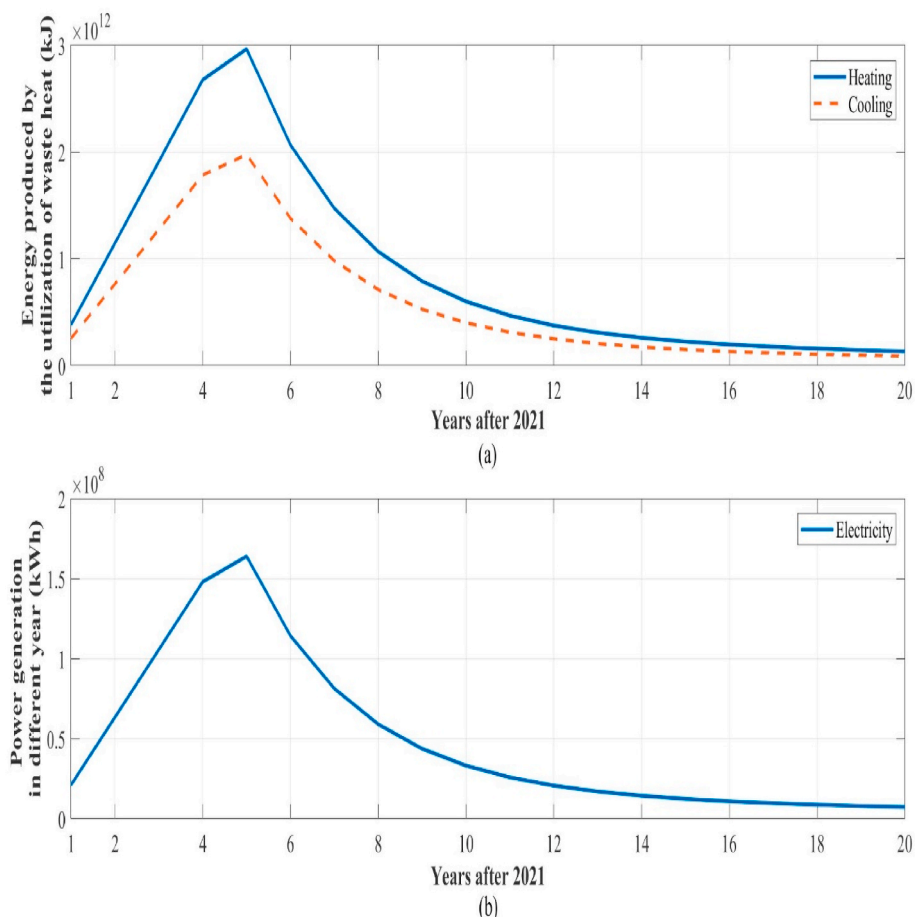 ×10^12
3
2
1
0
Energy produced by
the utilization of waste heat (kJ)
Heating
Cooling
1 2 4 6 8 10 12 14 16 18 20
Years after 2021
(a)
×10^8
2
1.5
1
0.5
0
Power generation
in different year (kWh)
Electricity
1 2 4 6 8 10 12 14 16 18 20
Years after 2021
(b)